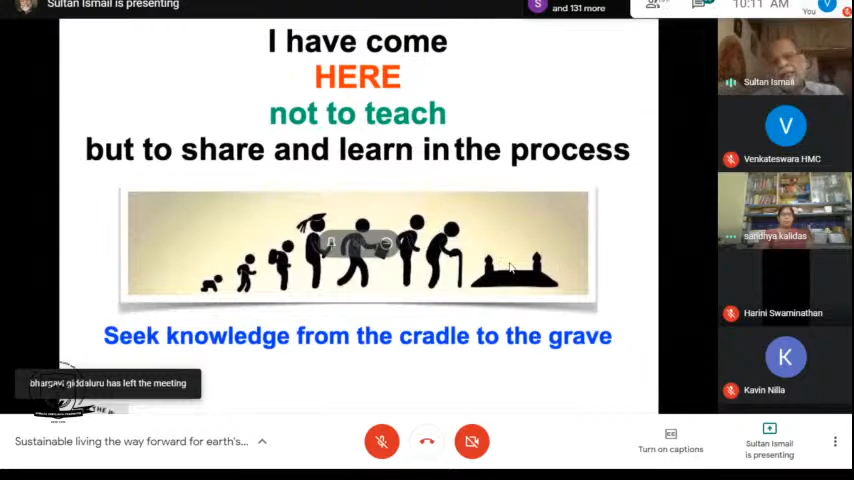 Sultan Ismail is presenting
and 131 more
10:11 AM
You
I have come
HERE
not to teach
but to share and learn in the process
Seek knowledge from the cradle to the grave
Sultan Ismail
V
Venkateswara HMC
sandhya kalidas
Harini Swaminathan
K
Kavin Nilla
bhargavi giddaluru has left the meeting
Sustainable living the way forward for earth's...
Turn on captions
Sultan Ismail
is presenting